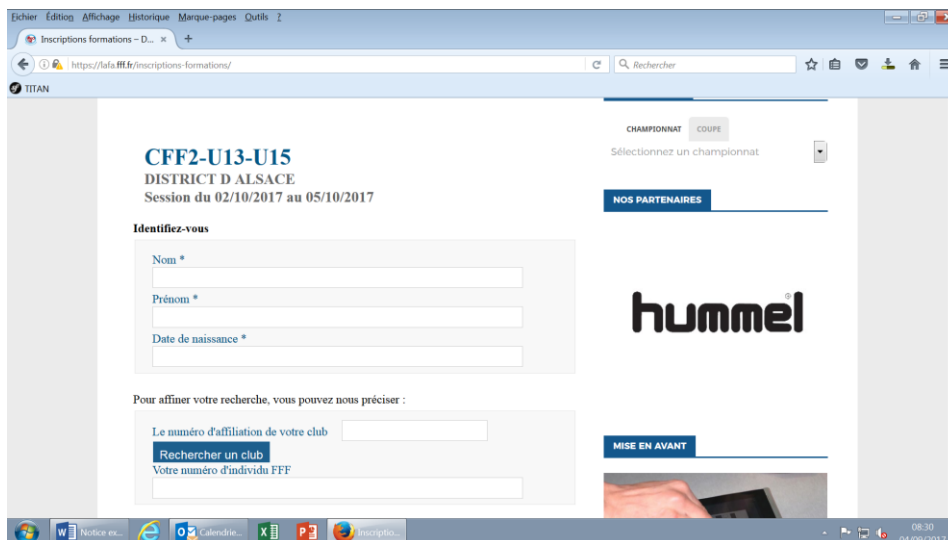 Fichier Édition Affichage Historique Marque-pages Outils ?
Inscriptions formations – D... × +
https://lafa.fff.fr/inscriptions-formations/
Rechercher
TITAN
CHAMPIONNAT COUPE
Sélectionnez un championnat
CFF2-U13-U15
DISTRICT D ALSACE
Session du 02/10/2017 au 05/10/2017
NOS PARTENAIRES
Identifiez-vous
Nom *
Prénom *
hummel
Date de naissance *
Pour affiner votre recherche, vous pouvez nous préciser :
Le numéro d'affiliation de votre club
Rechercher un club
MISE EN AVANT
Votre numéro d'individu FFF
Notice ex... Calendrie... Inscriptio...
08:30
04/09/2017